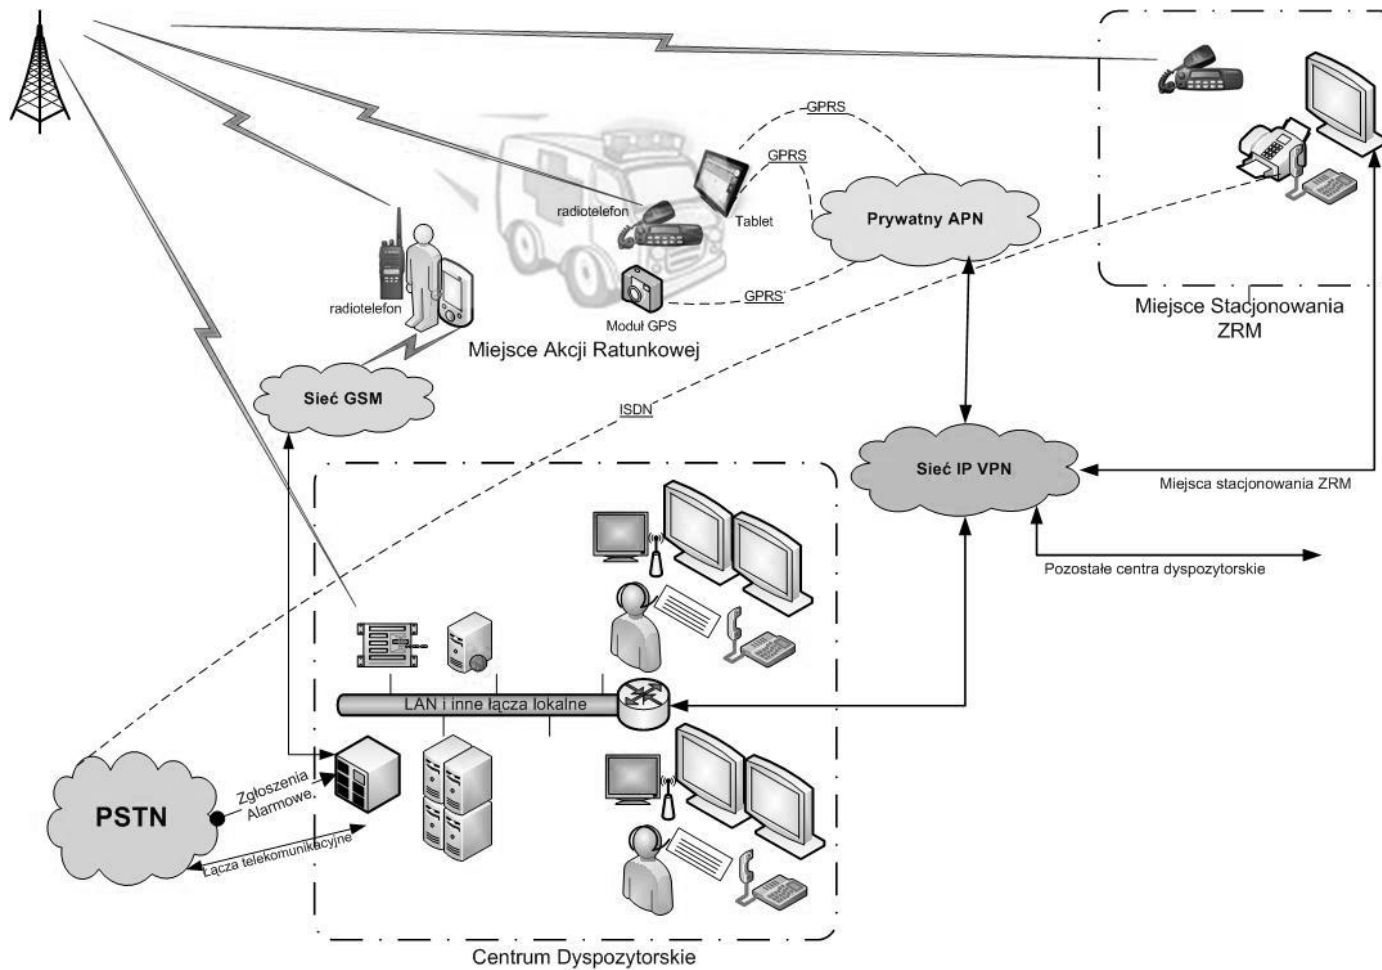 GPRS
GPRS
radiotelefon
Tablet
Prywatny APN
radiotelefon
Moduł GPS
GPRS
Miejsce Akcji Ratunkowej
Miejsce Stacjonowania
ZRM
Sieć GSM
ISDN
Sieć IP VPN
Miejsca stacjonowania ZRM
Pozostałe centra dyspozytorskie
LAN i inne łącza lokalne
PSTN
Zgłoszenia
Alarmowe
Łącza telekomunikacyjne
Centrum Dyspozytorskie